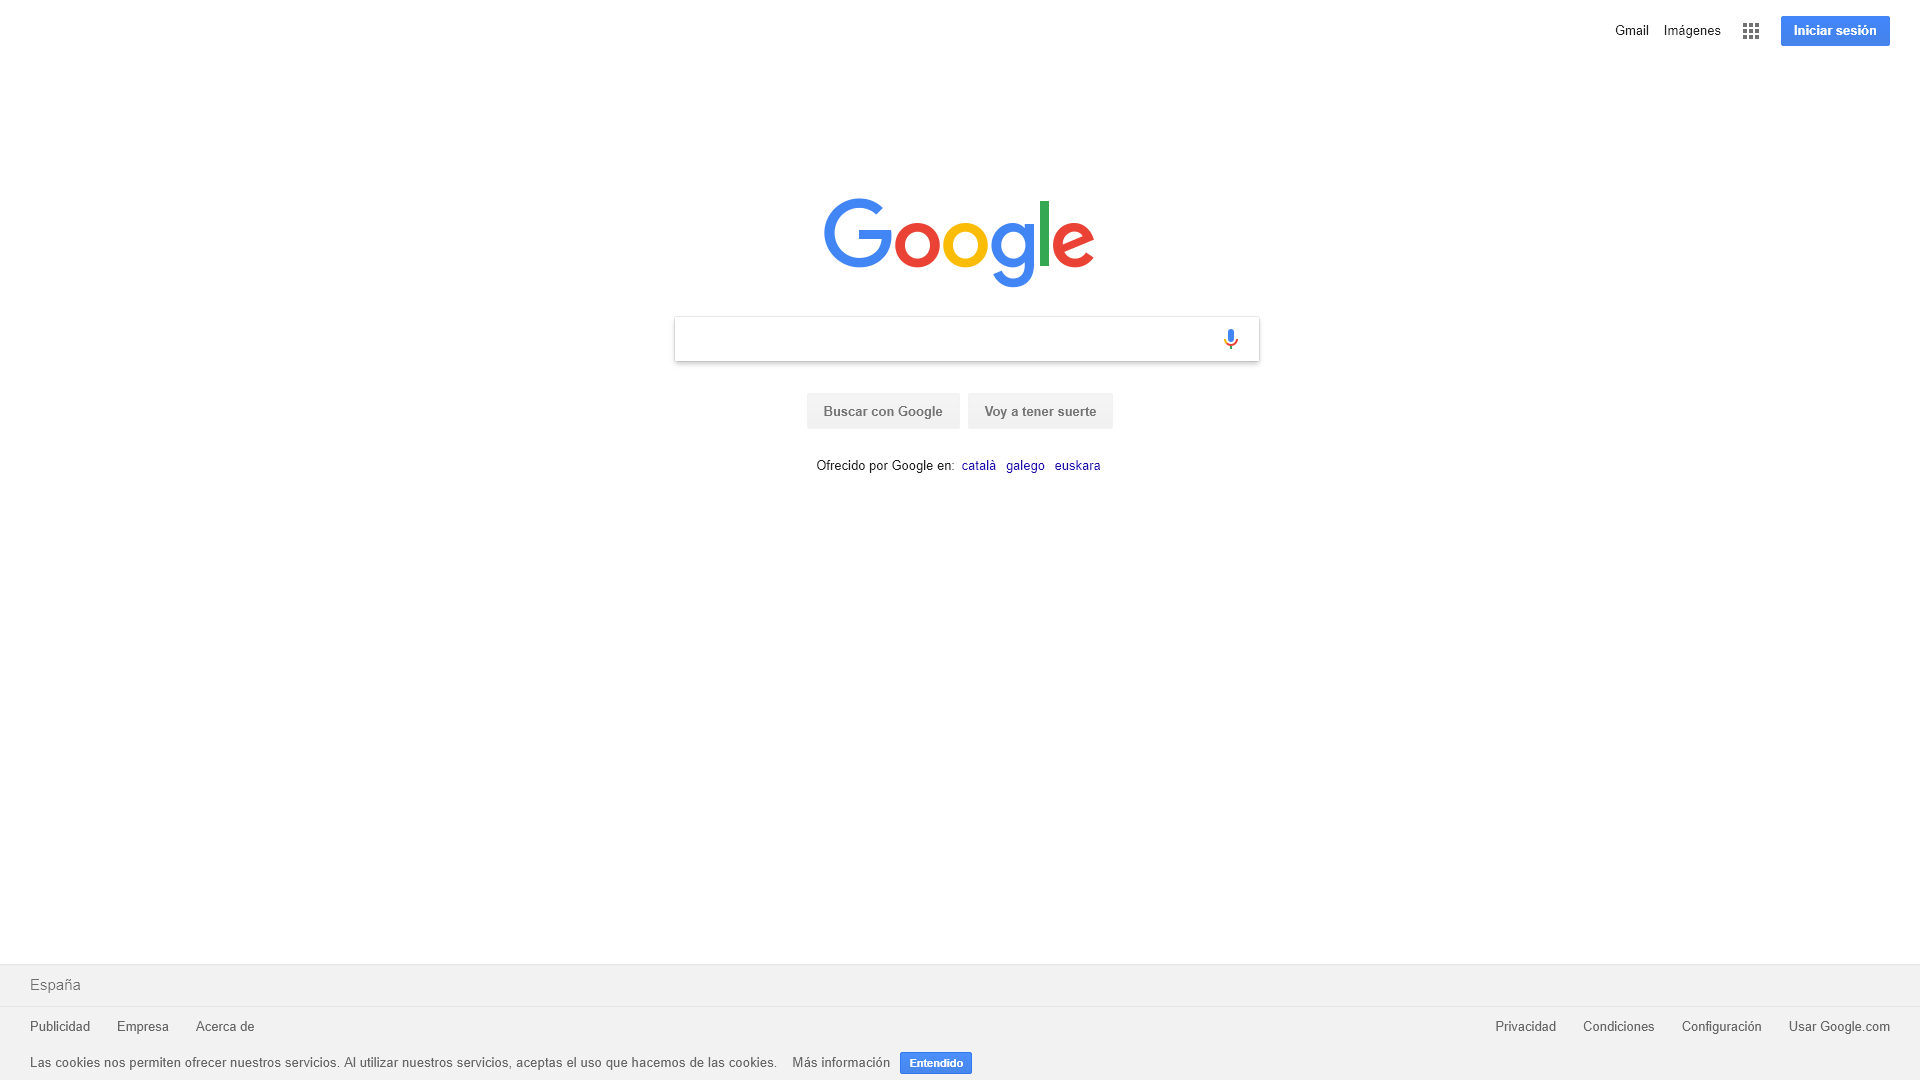 Gmail Imágenes Iniciar sesión
Google
Buscar con Google Voy a tener suerte
Ofrecido por Google en: català galego euskara
España
Publicidad Empresa Acerca de Privacidad Condiciones Configuración Usar Google.com
Las cookies nos permiten ofrecer nuestros servicios. Al utilizar nuestros servicios, aceptas el uso que hacemos de las cookies. Más información Entendido